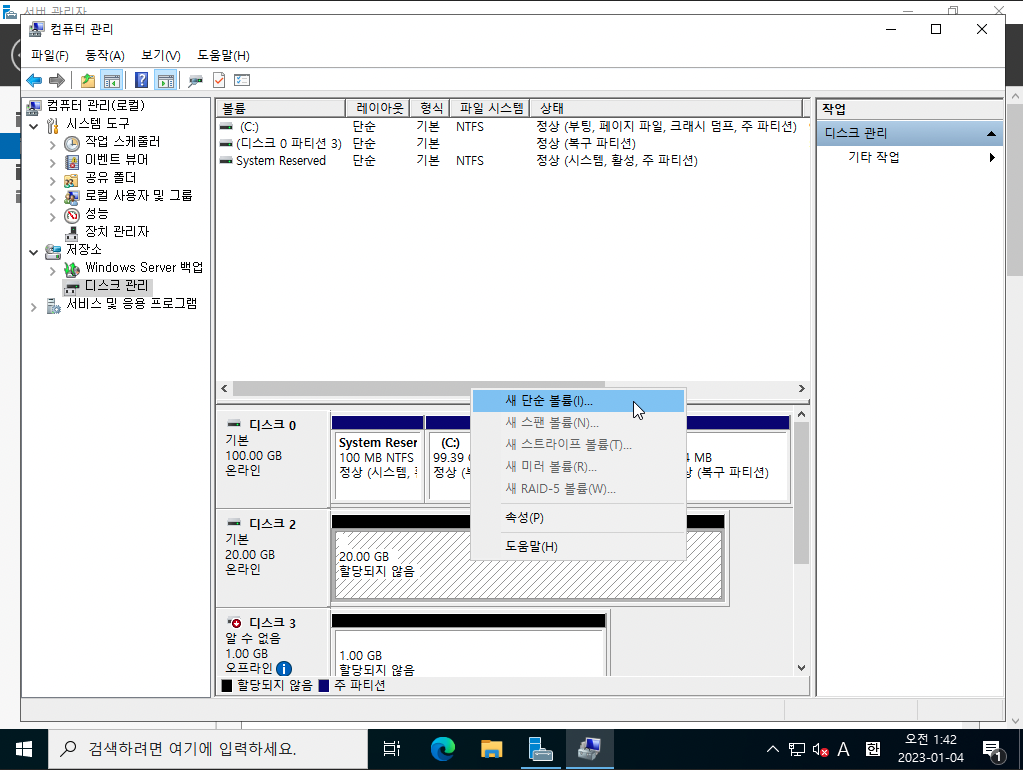 서버 관리자
컴퓨터 관리
파일(F) 동작(A) 보기(V) 도움말(H)
컴퓨터 관리(로컬)
시스템 도구
작업 스케줄러
이벤트 뷰어
공유 폴더
로컬 사용자 및 그룹
성능
장치 관리자
저장소
Windows Server 백업
디스크 관리
서비스 및 응용 프로그램
볼륨 레이아웃 형식 파일 시스템 상태
(C:) 단순 기본 NTFS 정상 (부팅, 페이지 파일, 크래시 덤프, 주 파티션)
(디스크 0 파티션 3) 단순 기본 정상 (복구 파티션)
System Reserved 단순 기본 NTFS 정상 (시스템, 활성, 주 파티션)
작업
디스크 관리
기타 작업
디스크 0
기본
100.00 GB
온라인
System Reser
100 MB NTFS
정상 (시스템,
(C:)
99.39
정상
MB
(복구 파티션)
새 단순 볼륨(I)...
새 스팬 볼륨(N)...
새 스트라이프 볼륨(T)...
새 미러 볼륨(R)...
새 RAID-5 볼륨(W)...
속성(P)
도움말(H)
디스크 2
기본
20.00 GB
온라인
20.00 GB
할당되지 않음
디스크 3
알 수 없음
1.00 GB
오프라인
1.00 GB
할당되지 않음
할당되지 않음 주 파티션
검색하려면 여기에 입력하세요.
A 한
오전 1:42
2023-01-04
1